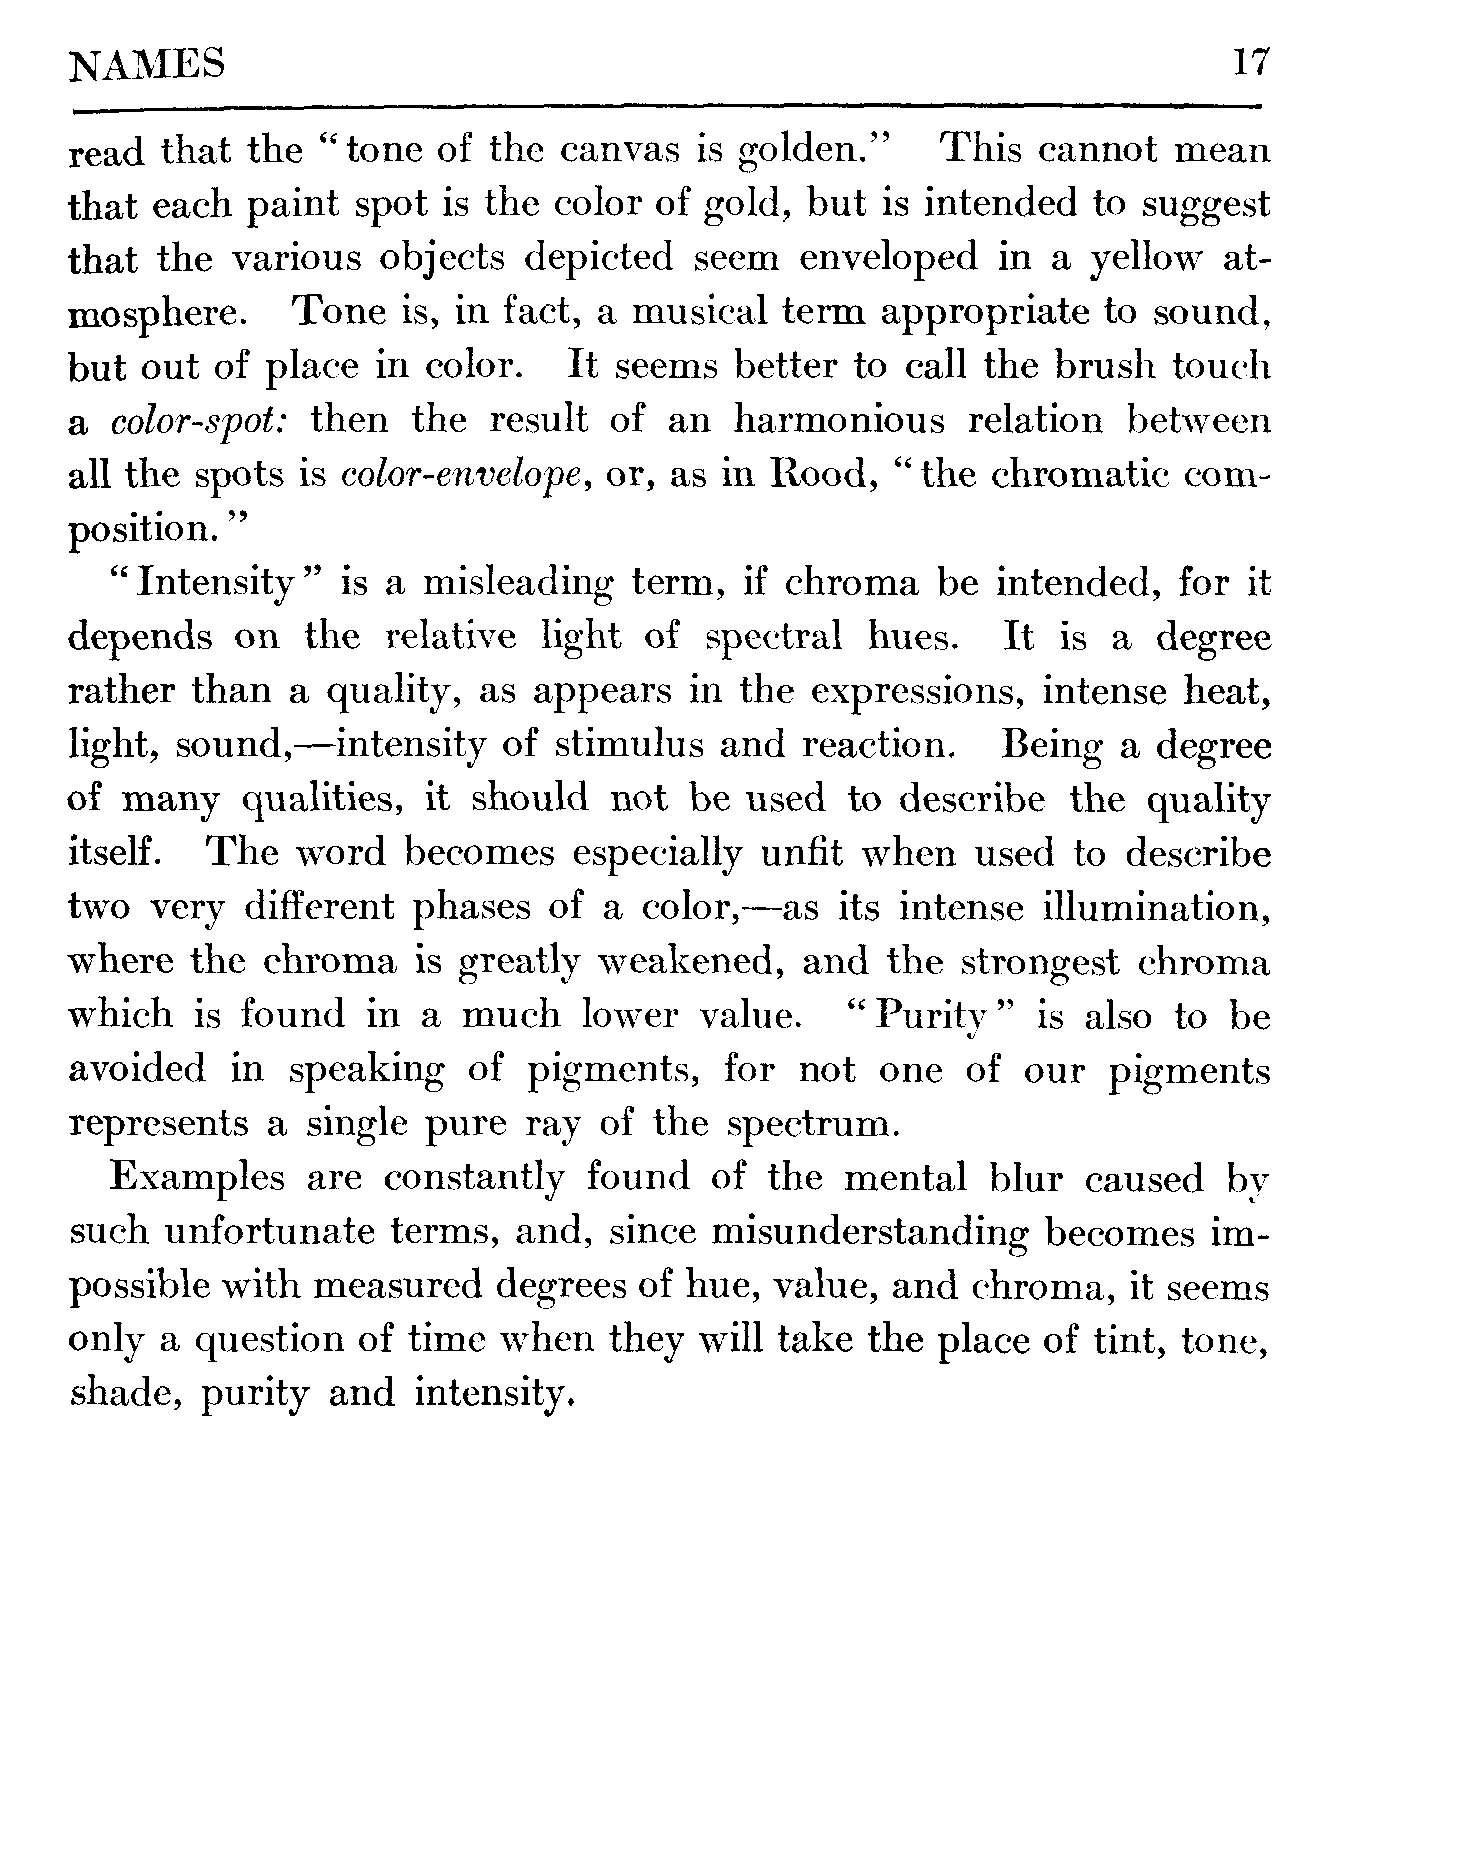 NAMES 17
read that the “tone of the canvas is golden.” This cannot mean
that each paint spot is the color of gold, but is intended to suggest
that the various objects depicted seem enveloped in a yellow at-
mosphere. Tone is, in fact, a musical term appropriate to sound,
but out of place in color. It seems better to call the brush touch
a color-spot: then the result of an harmonious relation between
all the spots is color-envelope, or, as in Rood, “the chromatic com-
position.”
“Intensity” is a misleading term, if chroma be intended, for it
depends on the relative light of spectral hues. It is a degree
rather than a quality, as appears in the expressions, intense heat,
light, sound,—intensity of stimulus and reaction. Being a degree
of many qualities, it should not be used to describe the quality
itself. The word becomes especially unfit when used to describe
two very different phases of a color,—as its intense illumination,
where the chroma is greatly weakened, and the strongest chroma
which is found in a much lower value. “Purity” is also to be
avoided in speaking of pigments, for not one of our pigments
represents a single pure ray of the spectrum.
Examples are constantly found of the mental blur caused by
such unfortunate terms, and, since misunderstanding becomes im-
possible with measured degrees of hue, value, and chroma, it seems
only a question of time when they will take the place of tint, tone,
shade, purity and intensity.